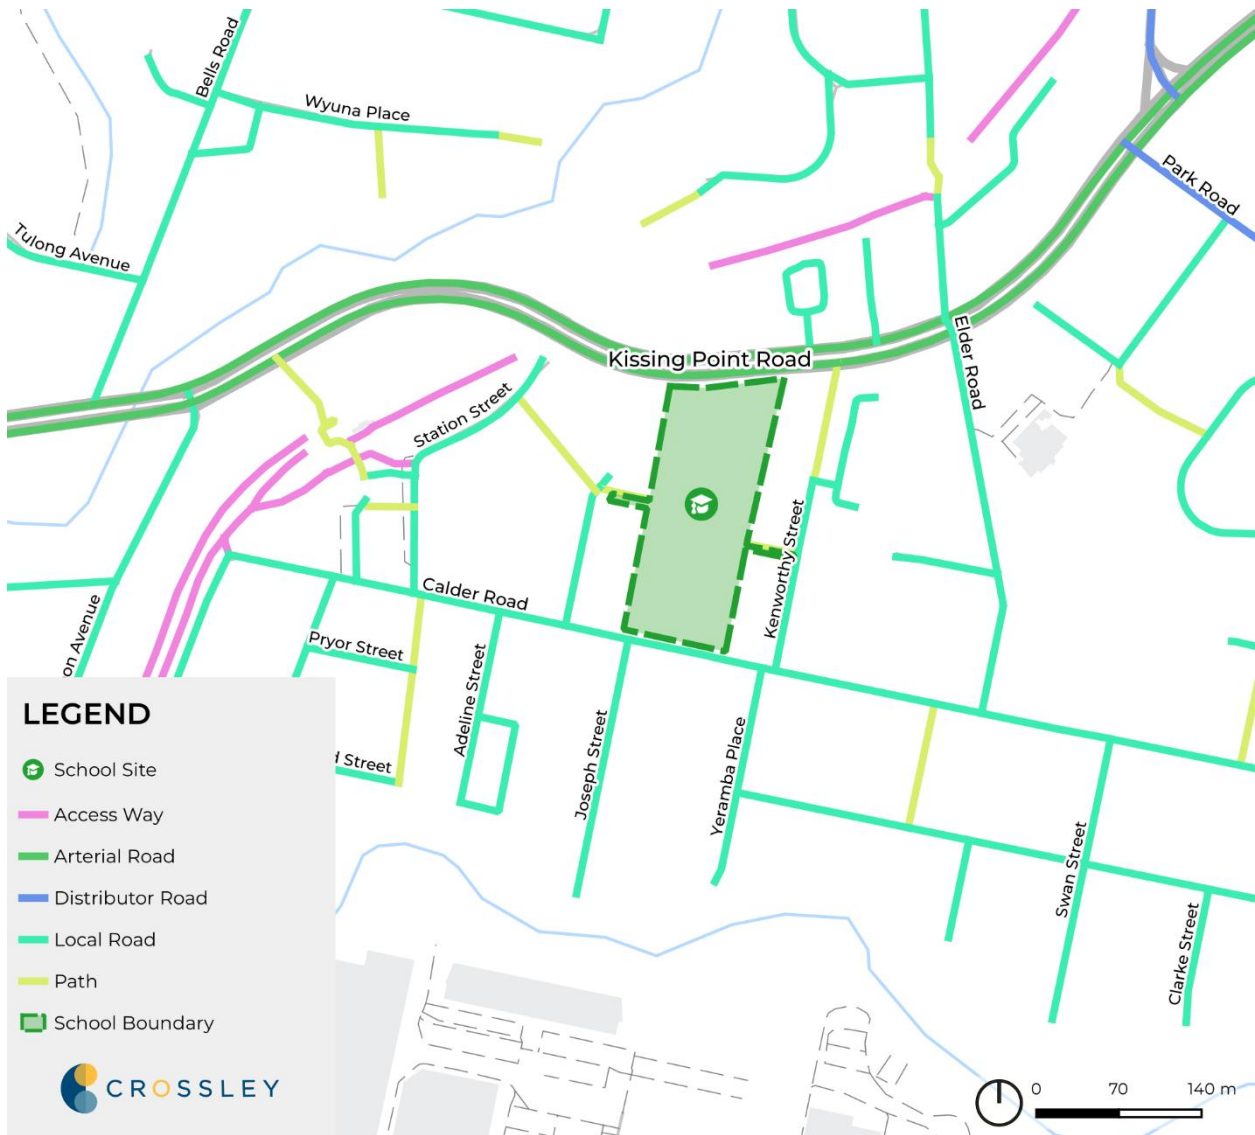 Bells Road
Wyuna Place
Park Road
Tulong Avenue
Kissing Point Road
Elder Road
Station Street
Kenworthy Street
Calder Road
on Avenue
Pryor Street
Adeline Street
Joseph Street
Yeramba Place
d Street
Swan Street
Clarke Street
LEGEND
School Site
Access Way
Arterial Road
Distributor Road
Local Road
Path
School Boundary
CROSSLEY
0 70 140 m